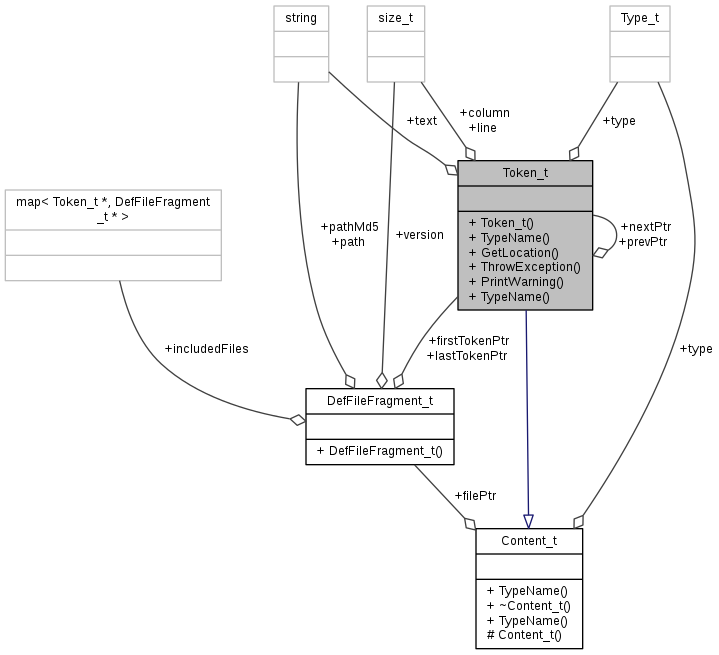 string
size_t
Type_t
+text
+column
+line
+type
Token_t
+ Token_t()
+ TypeName()
+ GetLocation()
+ ThrowException()
+ PrintWarning()
+ TypeName()
+nextPtr
+prevPtr
map< Token_t *, DefFileFragment
_t * >
+pathMd5
+path
+version
+includedFiles
+firstTokenPtr
+lastTokenPtr
+type
DefFileFragment_t
+ DefFileFragment_t()
+filePtr
Content_t
+ TypeName()
+ ~Content_t()
+ TypeName()
# Content_t()